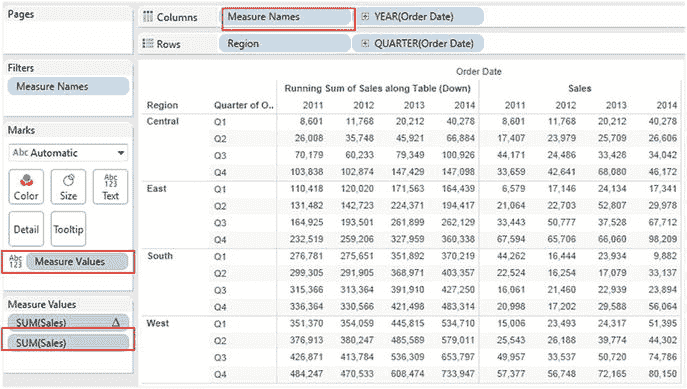 Pages
Columns Measure Names YEAR(Order Date)
Rows Region QUARTER(Order Date)
Filters
Measure Names
Marks
Abc Automatic
Color Size Abc 123 Text
Detail Tooltip
Abc 123 Measure Values
Measure Values
SUM(Sales) Δ
SUM(Sales)
Order Date
Running Sum of Sales along Table (Down) Sales
Region Quarter of O.. 2011 2012 2013 2014 2011 2012 2013 2014
Central Q1 8,601 11,768 20,212 40,278 8,601 11,768 20,212 40,278
Q2 26,008 35,748 45,921 66,884 17,407 23,979 25,709 26,606
Q3 70,179 60,233 79,349 100,926 44,171 24,486 33,428 34,042
Q4 103,838 102,874 147,429 147,098 33,659 42,641 68,080 46,172
East Q1 110,418 120,020 171,563 164,439 6,579 17,146 24,134 17,341
Q2 131,482 142,723 224,371 194,417 21,064 22,703 52,807 29,978
Q3 164,925 193,501 261,899 262,129 33,443 50,777 37,528 67,712
Q4 232,519 259,206 327,959 360,338 67,594 65,706 66,060 98,209
South Q1 276,781 275,651 351,892 370,219 44,262 16,444 23,934 9,882
Q2 299,305 291,905 368,971 403,357 22,524 16,254 17,079 33,137
Q3 315,366 313,364 391,910 427,250 16,061 21,460 22,939 23,894
Q4 336,364 330,566 421,498 483,314 20,998 17,202 29,588 56,064
West Q1 351,370 354,059 445,815 534,710 15,006 23,493 24,317 51,395
Q2 376,913 380,247 485,589 579,011 25,543 26,188 39,774 44,302
Q3 426,871 413,784 536,309 653,797 49,957 33,537 50,720 74,786
Q4 484,247 470,533 608,474 733,947 57,377 56,748 72,165 80,150